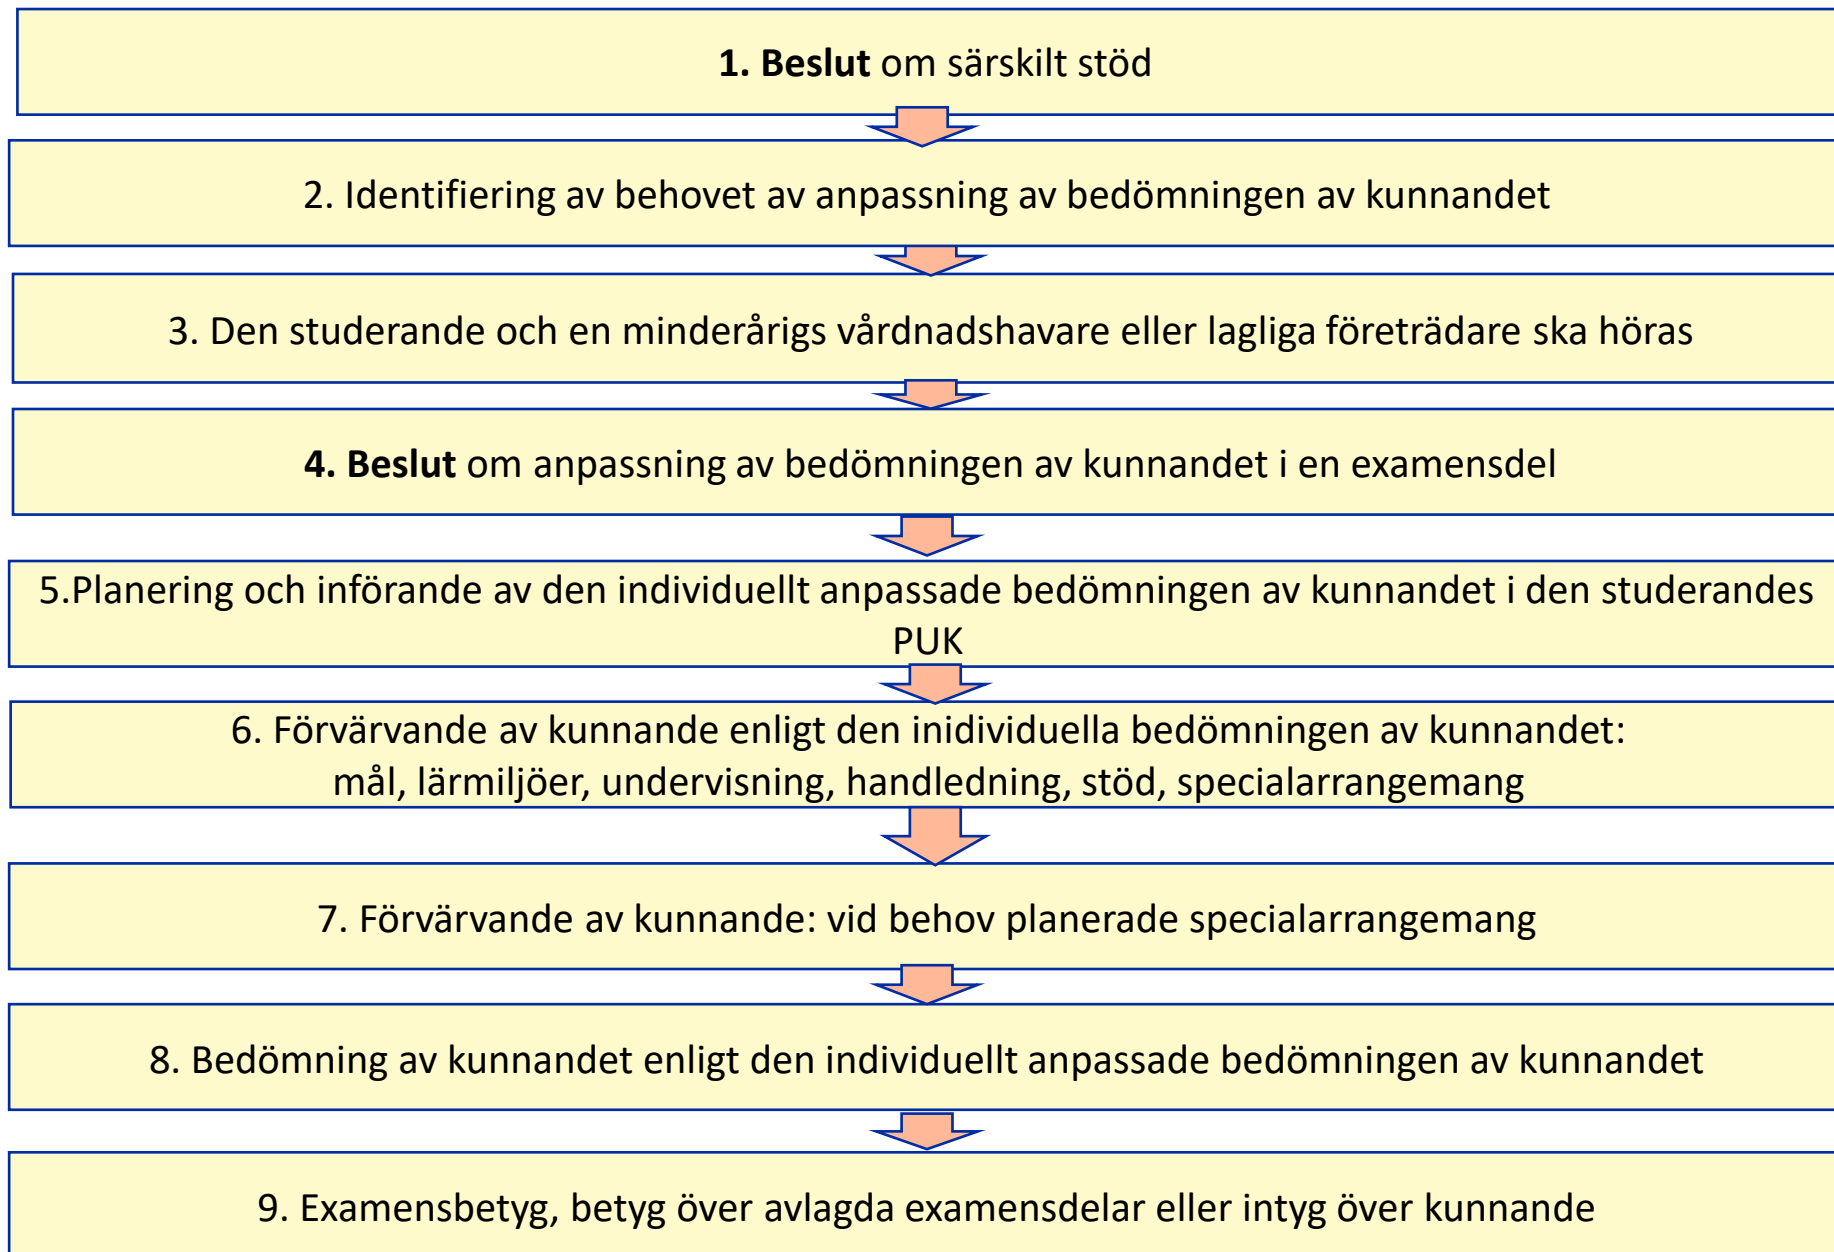 1. Beslut om särskilt stöd
2. Identifiering av behovet av anpassning av bedömningen av kunnandet
3. Den studerande och en minderårigs vårdnadshavare eller lagliga företrädare ska höras
4. Beslut om anpassning av bedömningen av kunnandet i en examensdel
5.Planering och införande av den individuellt anpassade bedömningen av kunnandet i den studerandes
PUK
6. Förvärvande av kunnande enligt den inidividuella bedömningen av kunnandet:
mål, lärmiljöer, undervisning, handledning, stöd, specialarrangemang
7. Förvärvande av kunnande: vid behov planerade specialarrangemang
8. Bedömning av kunnandet enligt den individuellt anpassade bedömningen av kunnandet
9. Examensbetyg, betyg över avlagda examensdelar eller intyg över kunnande